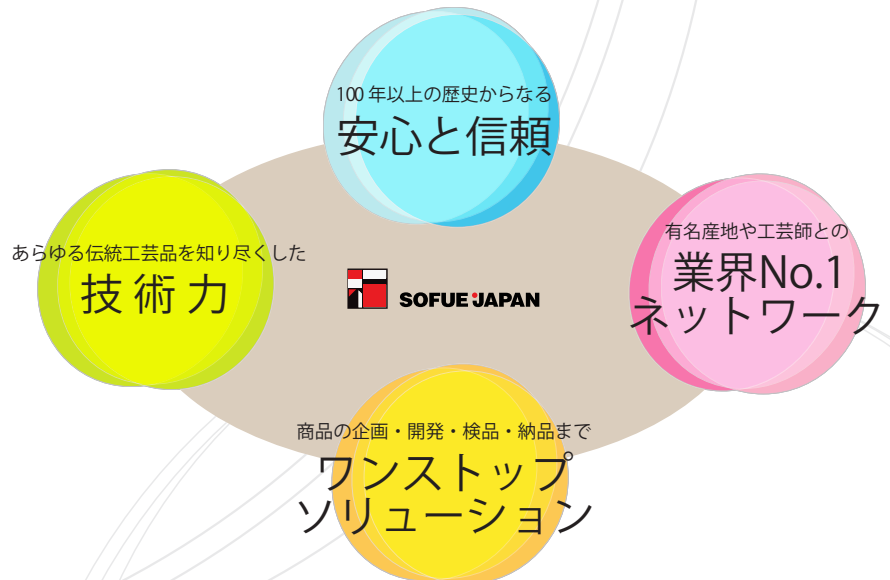 100年以上の歴史からなる
安心と信頼
あらゆる伝統工芸品を知り尽くした
技術力
有名産地や工芸師との
業界No.1
ネットワーク
SOFUE JAPAN
商品の企画・開発・検品・納品まで
ワンストップ
ソリューション